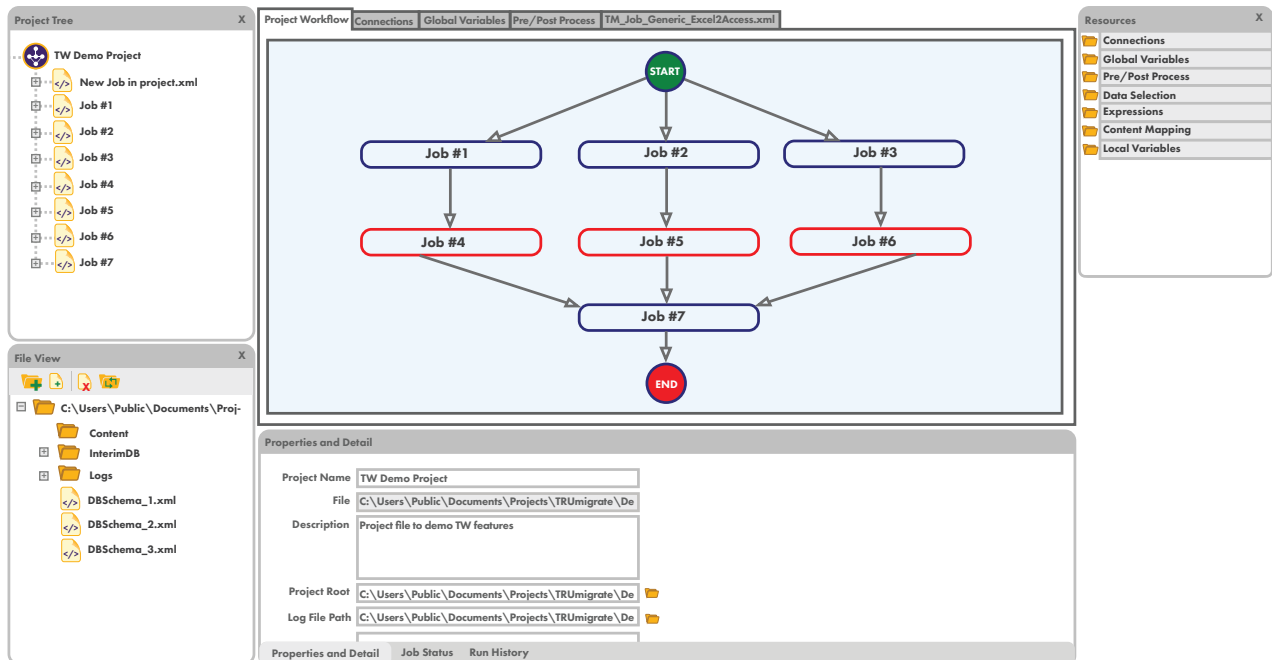 Project Tree X
TW Demo Project
New Job in project.xml
Job #1
Job #2
Job #3
Job #4
Job #5
Job #6
Job #7
File View X
C:\Users\Public\Documents\Proj-
Content
InterimDB
Logs
DBSchema_1.xml
DBSchema_2.xml
DBSchema_3.xml
Project Workflow Connections Global Variables Pre/Post Process TM_Job_Generic_Excel2Access.xml
START
Job #1 Job #2 Job #3
Job #4 Job #5 Job #6
Job #7
END
Properties and Detail
Project Name TW Demo Project
File C:\Users\Public\Documents\Projects\TRUmigrate\De
Description Project file to demo TW features
Project Root C:\Users\Public\Documents\Projects\TRUmigrate\De
Log File Path C:\Users\Public\Documents\Projects\TRUmigrate\De
Properties and Detail Job Status Run History
Resources X
Connections
Global Variables
Pre/Post Process
Data Selection
Expressions
Content Mapping
Local Variables